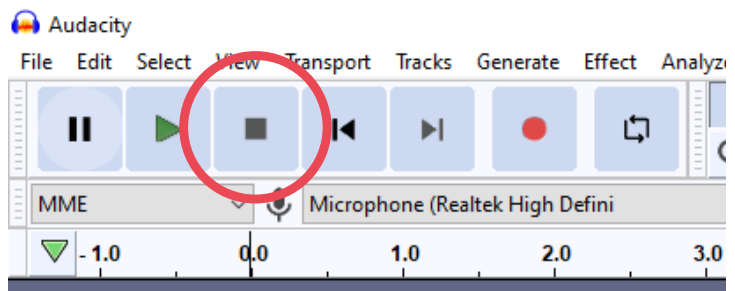 Audacity
File Edit Select View Transport Tracks Generate Effect Analyze
MME Microphone (Realtek High Defini
- 1.0 0.0 1.0 2.0 3.0